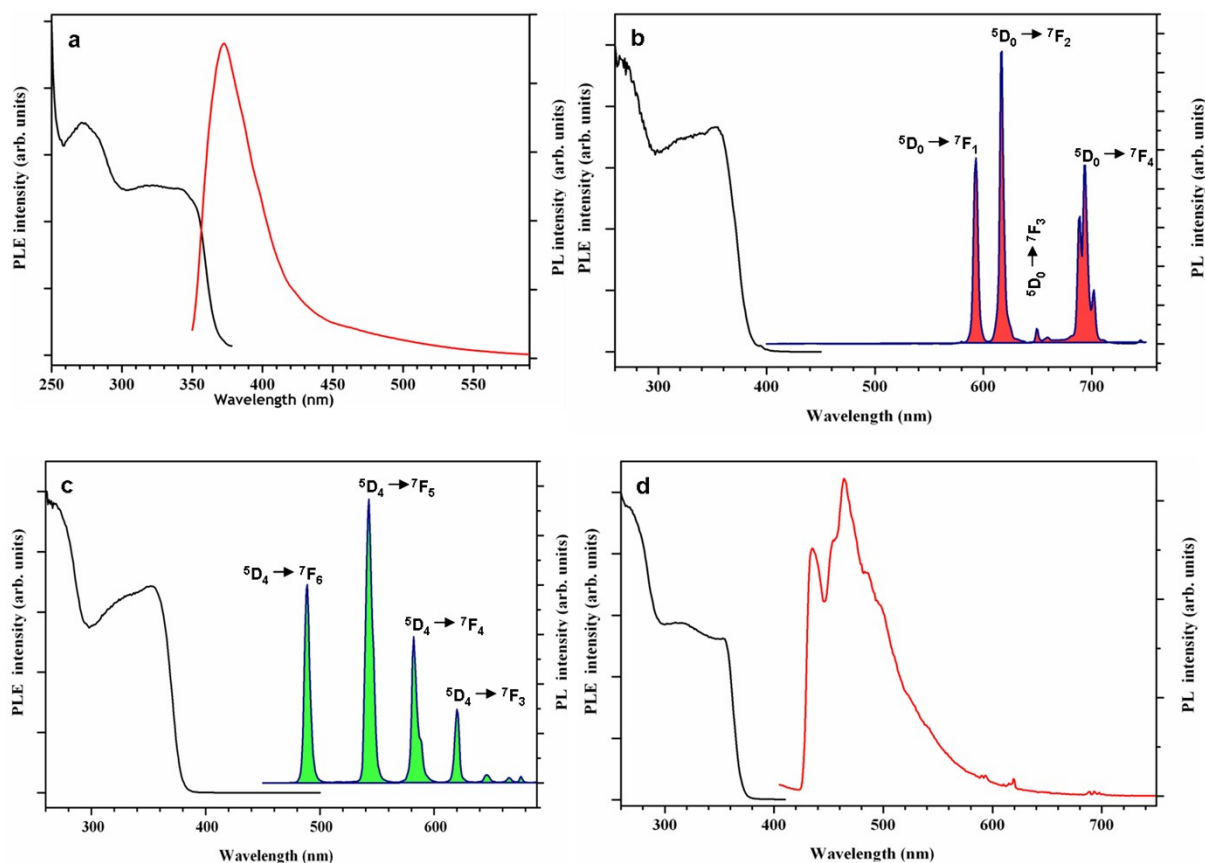 a
PLE intensity (arb. units)
PL intensity (arb. units)
250 300 350 400 450 500 550
Wavelength (nm)
b
⁵D₀ → ⁷F₂
⁵D₀ → ⁷F₁
⁵D₀ → ⁷F₄
⁵D₀ → ⁷F₃
PLE intensity (arb. units)
PL intensity (arb. units)
300 400 500 600 700
Wavelength (nm)
c
⁵D₄ → ⁷F₅
⁵D₄ → ⁷F₆
⁵D₄ → ⁷F₄
⁵D₄ → ⁷F₃
PLE intensity (arb. units)
PL intensity (arb. units)
300 400 500 600
Wavelength (nm)
d
PLE intensity (arb. units)
PL intensity (arb. units)
300 400 500 600 700
Wavelength (nm)